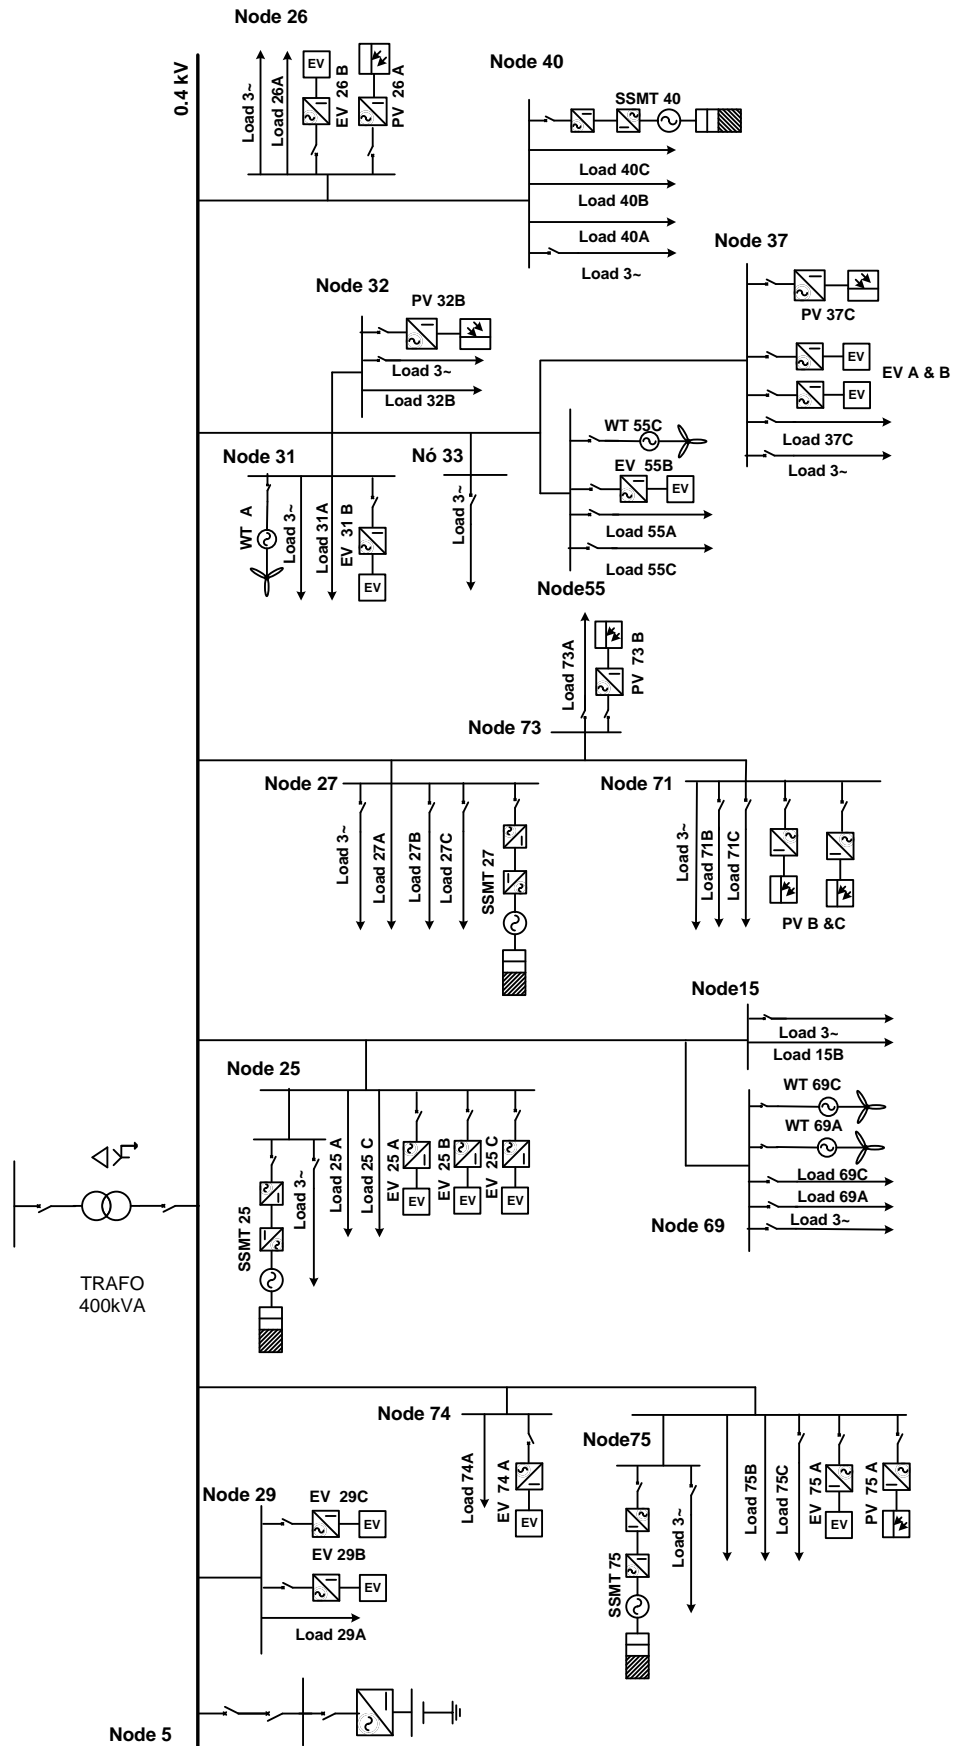 Node 26
0.4 kV
Load 3~
Load 26A
EV
EV 26 B
PV 26 A
Node 40
SSMT 40
Load 40C
Load 40B
Load 40A
Load 3~
Node 37
PV 37C
EV
EV A & B
EV
Load 37C
Load 3~
Node 32
PV 32B
Load 3~
Load 32B
Node 31
WT A
Load 3~
Load 31A
EV 31 B
EV
Nó 33
Load 3~
WT 55C
EV 55B
EV
Load 55A
Load 55C
Node55
Load 73A
PV 73 B
Node 73
Node 27
Load 3~
Load 27A
Load 27B
Load 27C
SSMT 27
Node 71
Load 3~
Load 71B
Load 71C
PV B &C
Node15
Load 3~
Load 15B
Node 25
SSMT 25
Load 3~
Load 25 A
Load 25 C
EV 25 A
EV
EV 25 B
EV
EV 25 C
EV
WT 69C
WT 69A
Load 69C
Load 69A
Load 3~
Node 69
TRAFO
400kVA
Node 74
Load 74A
EV 74 A
EV
Node75
SSMT 75
Load 3~
Load 75B
Load 75C
EV 75 A
EV
PV 75 A
Node 29
EV 29C
EV
EV 29B
EV
Load 29A
Node 5